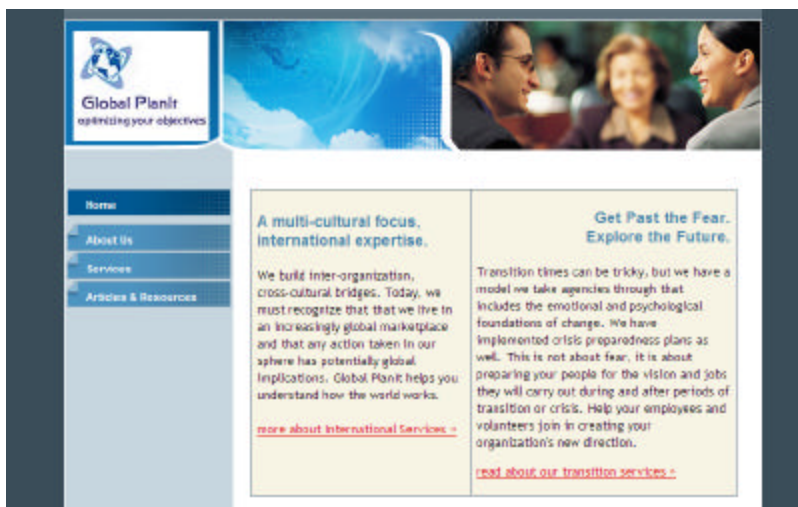 Global PlanIt
optimizing your objectives
Home
About Us
Services
Articles & Resources
A multi-cultural focus,
international expertise.
We build inter-organization,
cross-cultural bridges. Today, we
must recognize that that we live in
an increasingly global marketplace
and that any action taken in our
sphere has potentially global
implications. Global PlanIt helps you
understand how the world works.
more about International Services »
Get Past the Fear.
Explore the Future.
Transition times can be tricky, but we have a
model we take agencies through that
includes the emotional and psychological
foundations of change. We have
implemented crisis preparedness plans as
well. This is not about fear, it is about
preparing your people for the vision and jobs
they will carry out during and after periods of
transition or crisis. Help your employees and
volunteers join in creating your
organization's new direction.
read about our transition services »